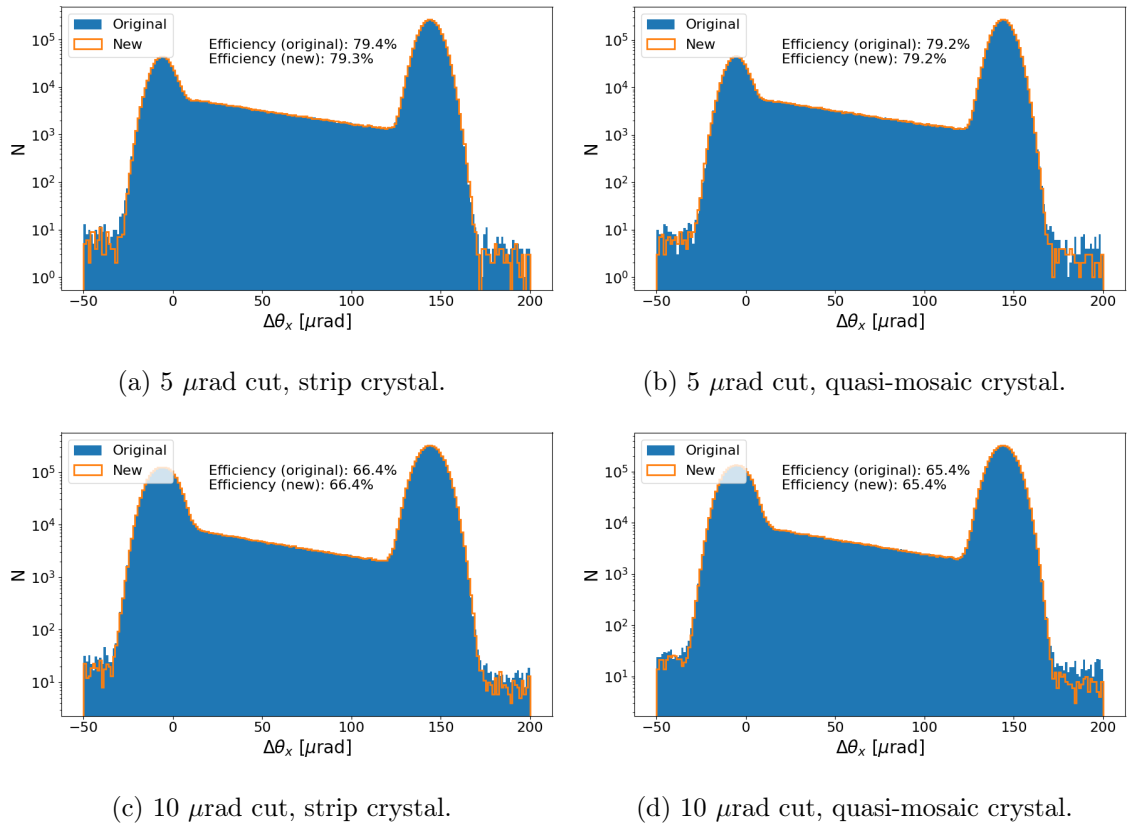 Original
New
Efficiency (original): 79.4%
Efficiency (new): 79.3%
N
10⁵
10⁴
10³
10²
10¹
10⁰
−50
0
50
100
150
200
Δθₓ [μrad]
(a) 5 μrad cut, strip crystal.
Original
New
Efficiency (original): 79.2%
Efficiency (new): 79.2%
N
10⁵
10⁴
10³
10²
10¹
10⁰
−50
0
50
100
150
200
Δθₓ [μrad]
(b) 5 μrad cut, quasi-mosaic crystal.
Original
New
Efficiency (original): 66.4%
Efficiency (new): 66.4%
N
10⁵
10⁴
10³
10²
10¹
−50
0
50
100
150
200
Δθₓ [μrad]
(c) 10 μrad cut, strip crystal.
Original
New
Efficiency (original): 65.4%
Efficiency (new): 65.4%
N
10⁵
10⁴
10³
10²
10¹
−50
0
50
100
150
200
Δθₓ [μrad]
(d) 10 μrad cut, quasi-mosaic crystal.